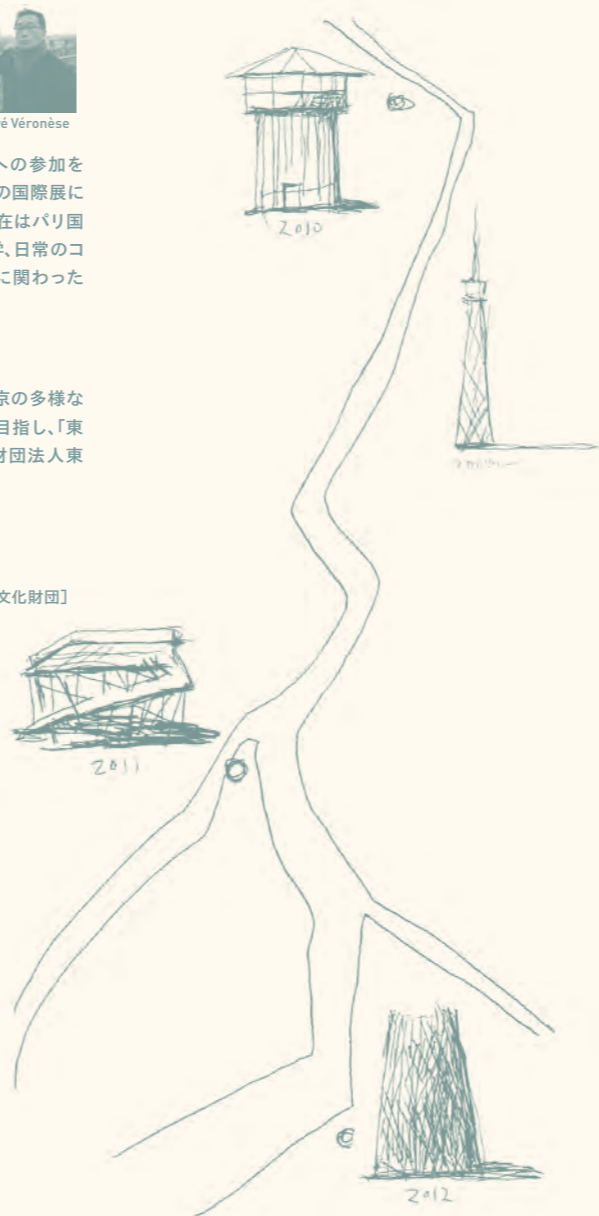 é Véronèse
への参加を
の国際展に
在はパリ国
学、日常のコ
に関わった
京の多様な
目指し、「東
財団法人東
文化財団]
2010
2011
2012